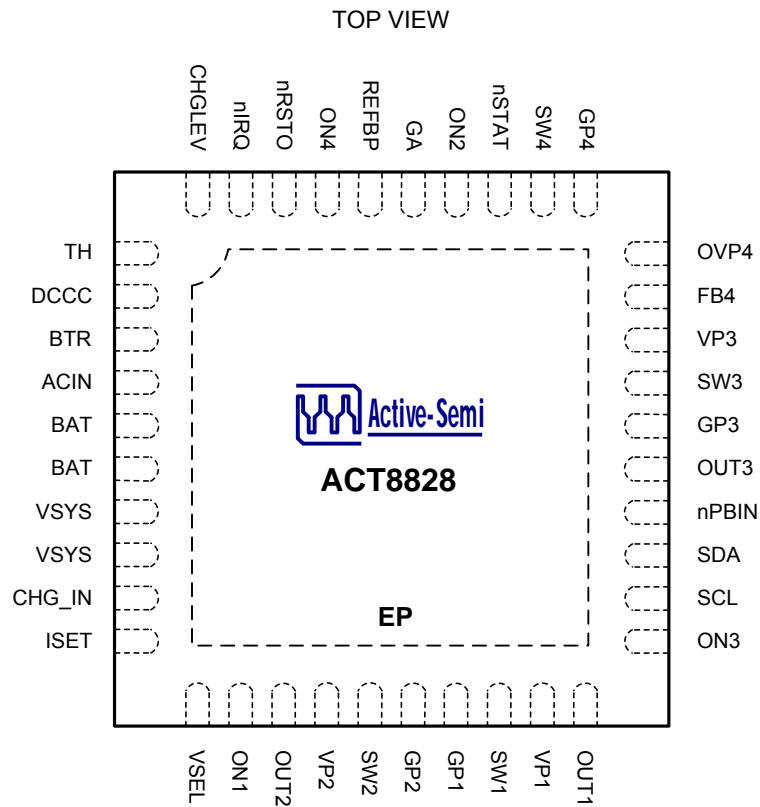 TOP VIEW
CHGLEV
nIRQ
nRSTO
ON4
REFBP
GA
ON2
nSTAT
SW4
GP4
TH
DCCC
BTR
ACIN
BAT
BAT
VSYS
VSYS
CHG_IN
ISET
OVP4
FB4
VP3
SW3
GP3
OUT3
nPBIN
SDA
SCL
ON3
Active-Semi
ACT8828
EP
VSEL
ON1
OUT2
VP2
SW2
GP2
GP1
SW1
VP1
OUT1